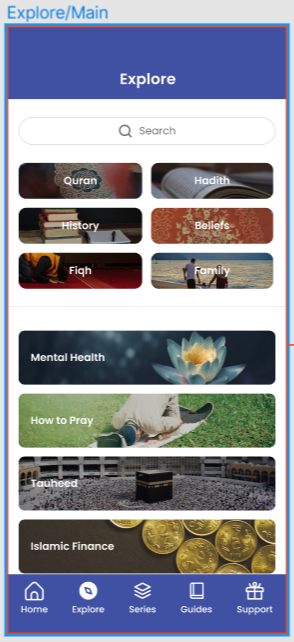 Explore/Main
Explore
Search
Quran
Hadith
History
Beliefs
Fiqh
Family
Mental Health
How to Pray
Tauheed
Islamic Finance
Home
Explore
Series
Guides
Support